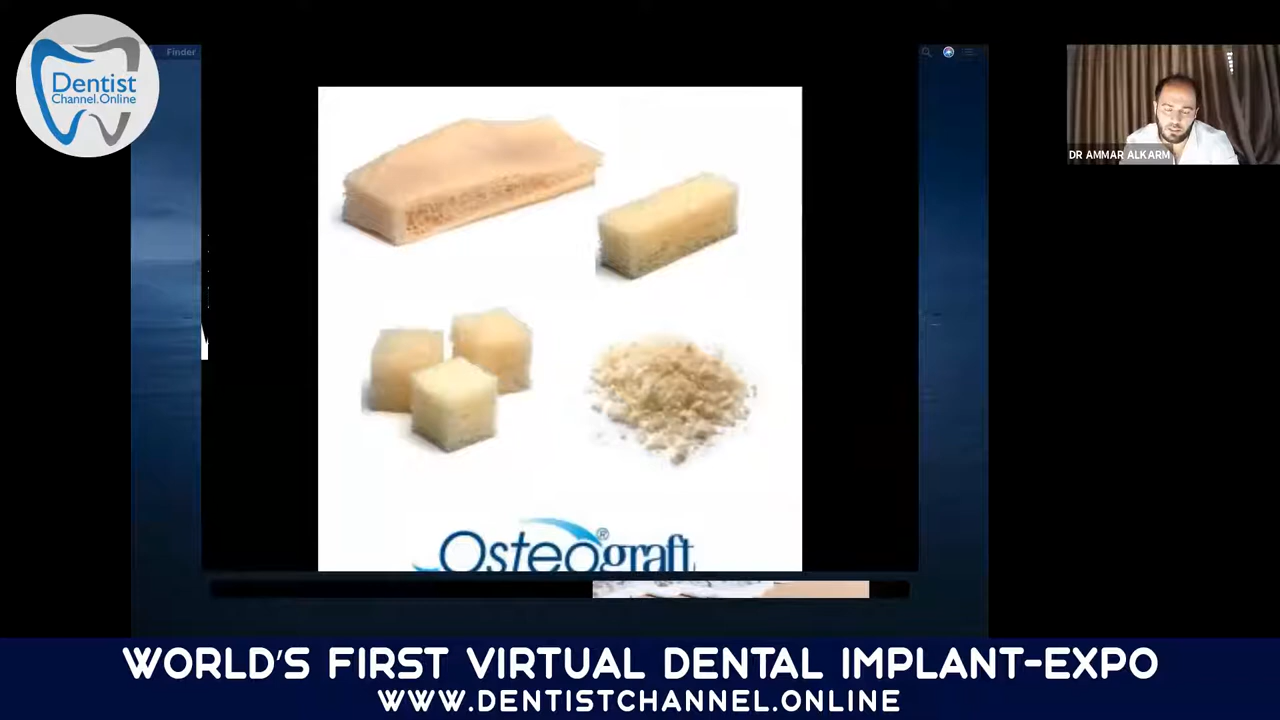 Dentist
Channel.Online
Finder
DR AMMAR ALKARM
Osteograft®
WORLD'S FIRST VIRTUAL DENTAL IMPLANT-EXPO
WWW.DENTISTCHANNEL.ONLINE